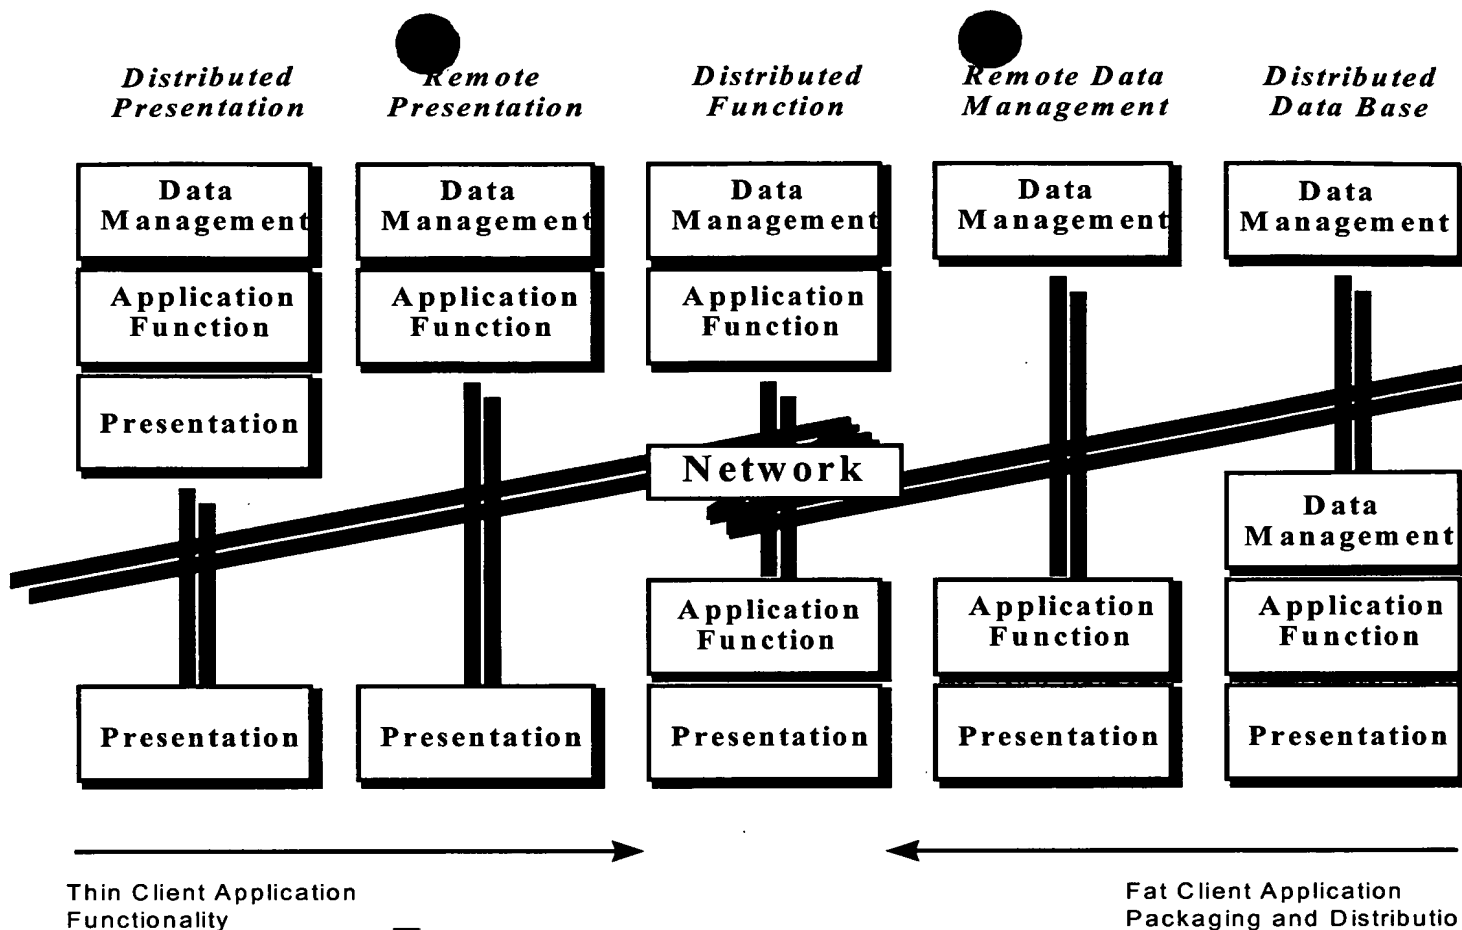 Distributed
Presentation
Remote
Presentation
Distributed
Function
Remote Data
Management
Distributed
Data Base
Data
Management
Application
Function
Presentation
Presentation
Data
Management
Application
Function
Presentation
Data
Management
Application
Function
Network
Application
Function
Presentation
Data
Management
Application
Function
Presentation
Data
Management
Data
Management
Application
Function
Presentation
Thin Client Application
Functionality
Fat Client Application
Packaging and Distributio